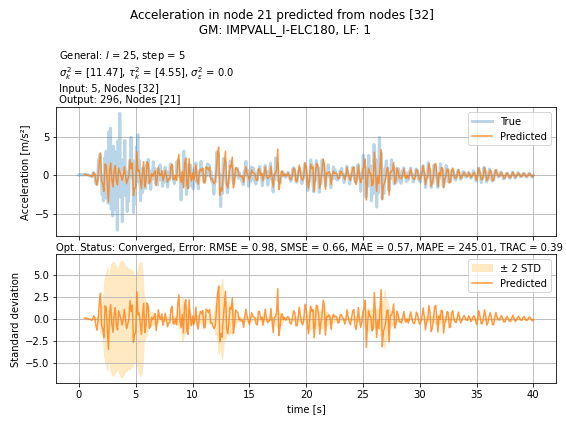 Acceleration in node 21 predicted from nodes [32]
GM: IMPVALL_I-ELC180, LF: 1
General: l = 25, step = 5
σ²ₖ = [11.47], τ²ₖ = [4.55], σ²ε = 0.0
Input: 5, Nodes [32]
Output: 296, Nodes [21]
Acceleration [m/s²]
5
0
−5
True
Predicted
Opt. Status: Converged, Error: RMSE = 0.98, SMSE = 0.66, MAE = 0.57, MAPE = 245.01, TRAC = 0.39
Standard deviation
5.0
2.5
0.0
−2.5
−5.0
± 2 STD
Predicted
0 5 10 15 20 25 30 35 40
time [s]